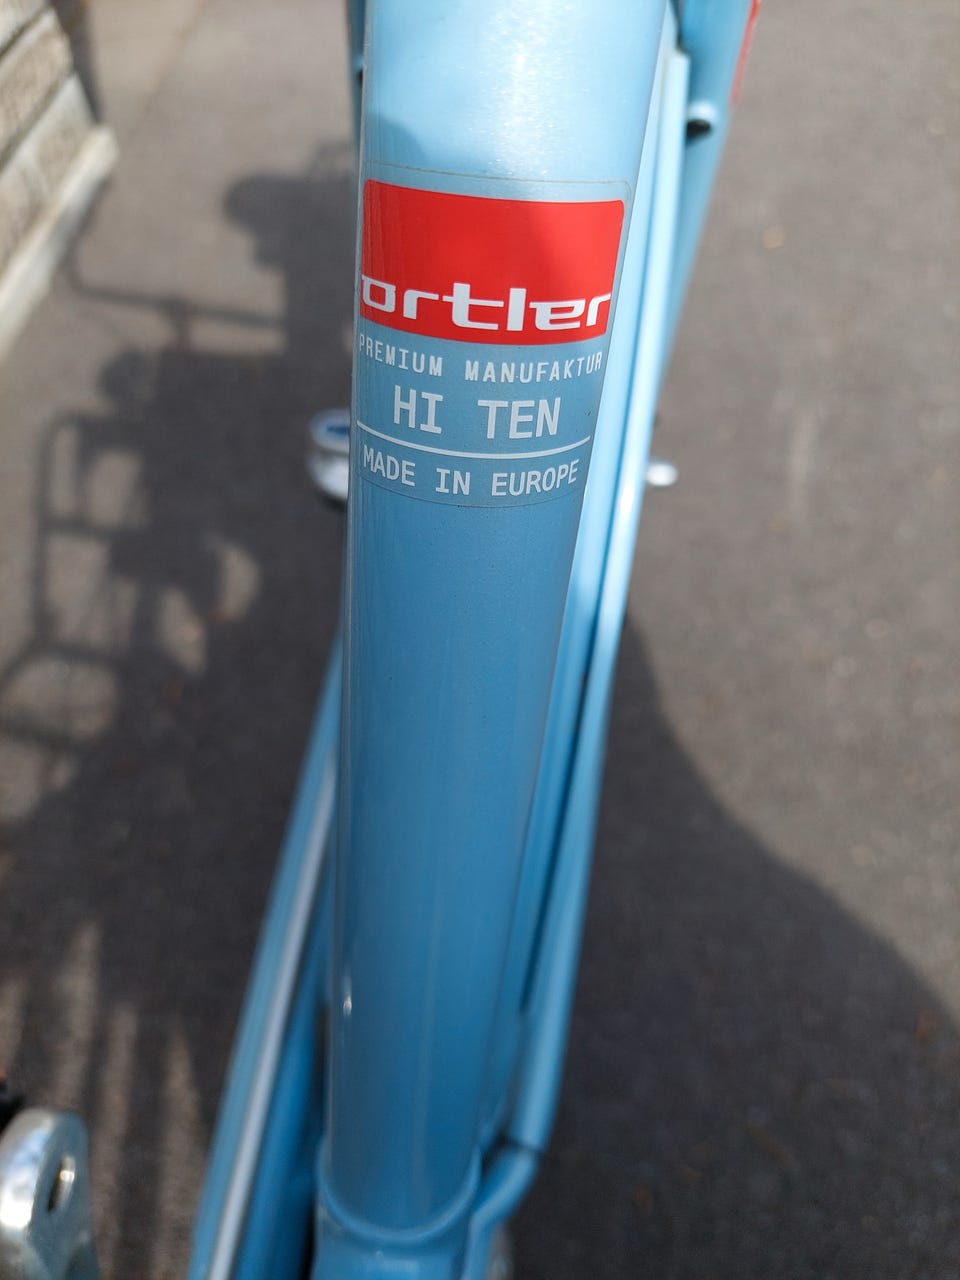 ortler
PREMIUM MANUFAKTUR
HI TEN
MADE IN EUROPE